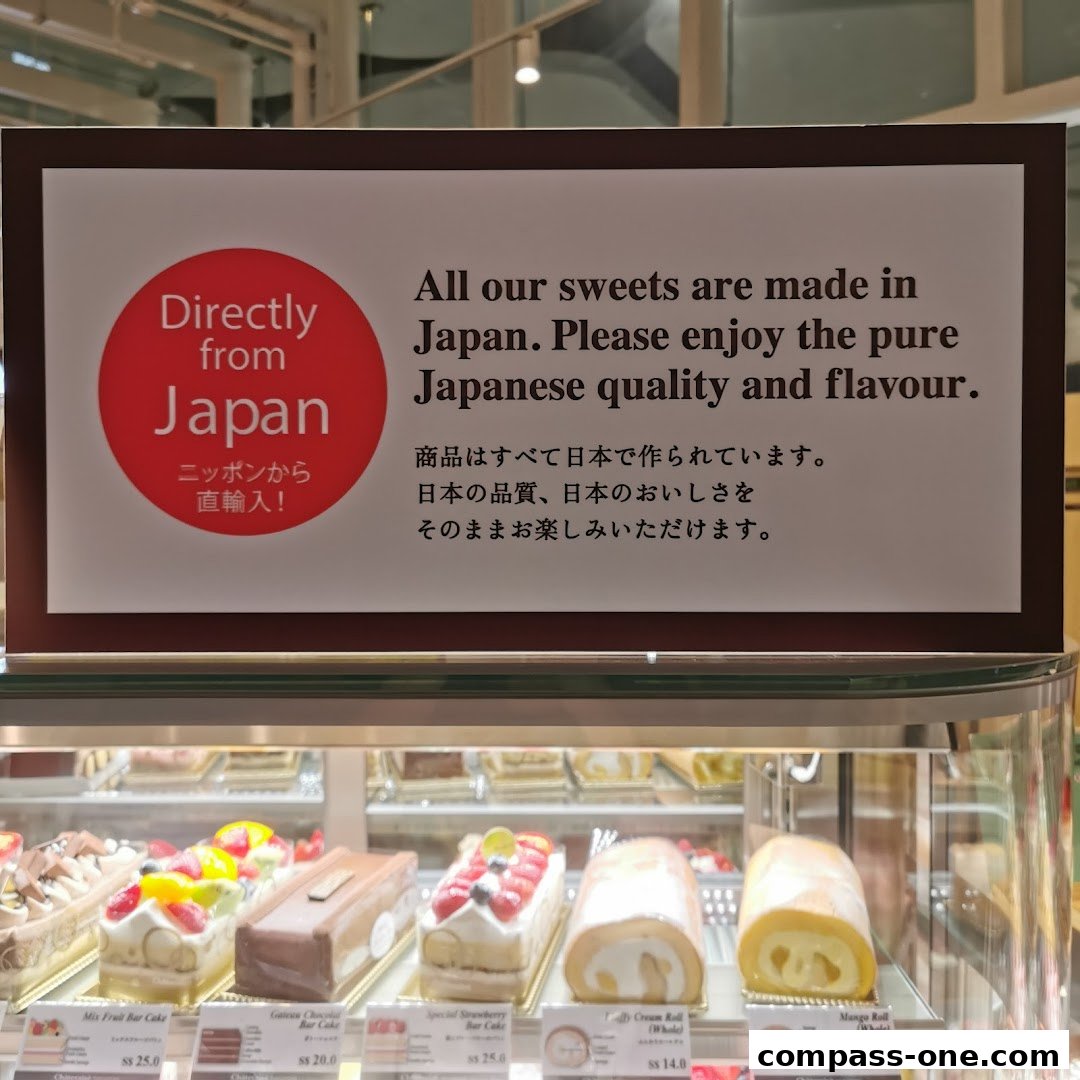 Directly
from
Japan
ニッポンから
直輸入!
All our sweets are made in
Japan. Please enjoy the pure
Japanese quality and flavour.
商品はすべて日本で作られています。
日本の品質、日本のおいしさを
そのままお楽しみいただけます。
Mix Fruit Bar Cake
S$ 25.0
Gateau Chocolat
Bar Cake
S$ 20.0
Special Strawberry
Bar Cake
S$ 25.0
Fluffy Cream Roll
(Whole)
S$ 14.0
Mango Roll
(Whole)
compass-one.com